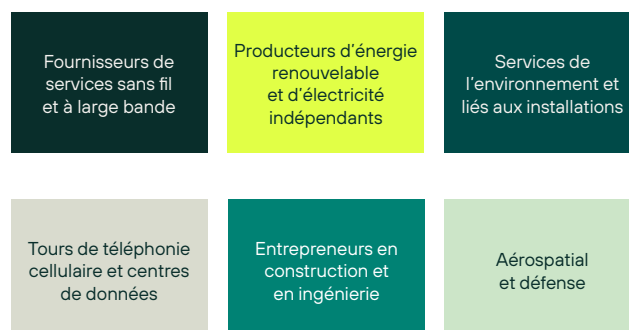 Fournisseurs de
services sans fil
et à large bande
Producteurs d’énergie
renouvelable
et d’électricité
indépendants
Services de
l’environnement et
liés aux installations
Tours de téléphonie
cellulaire et centres
de données
Entrepreneurs en
construction et
en ingénierie
Aérospatial
et défense